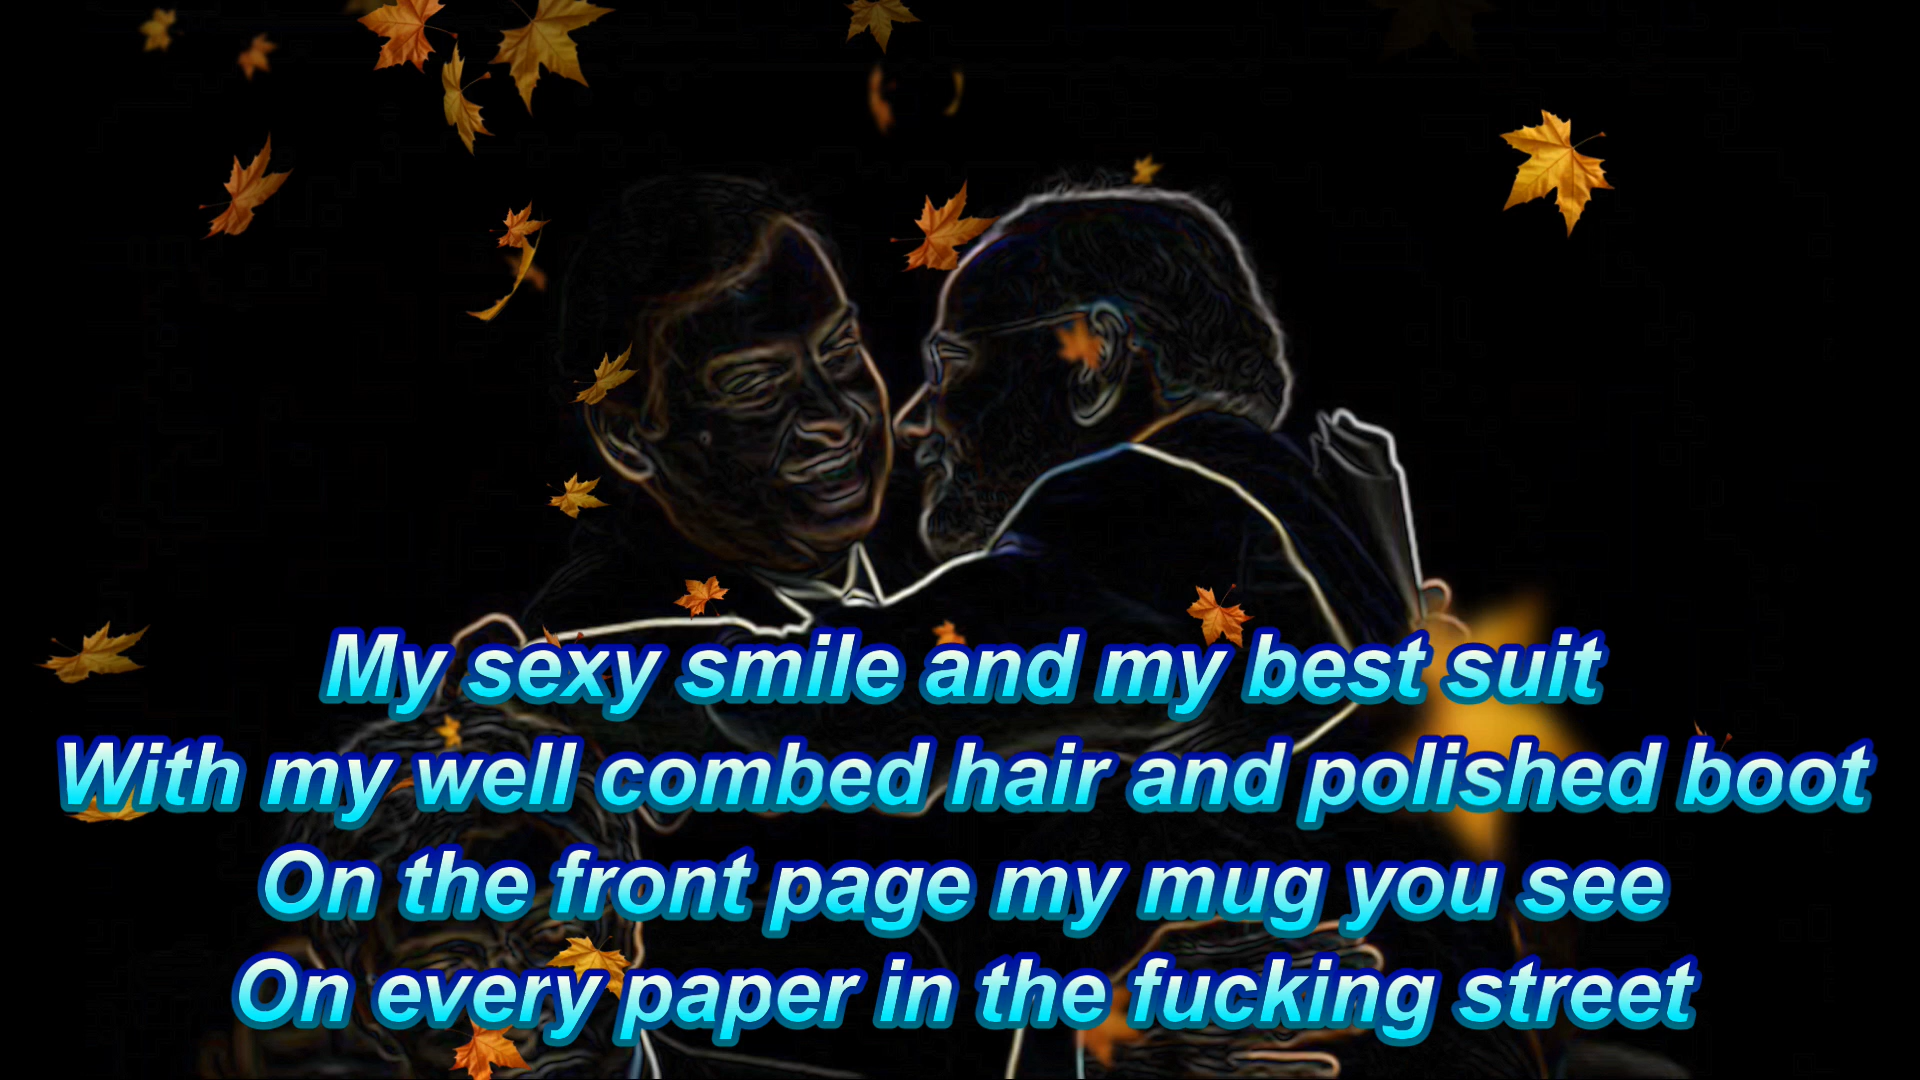 My sexy smile and my best suit
With my well combed hair and polished boot
On the front page my mug you see
On every paper in the fucking street